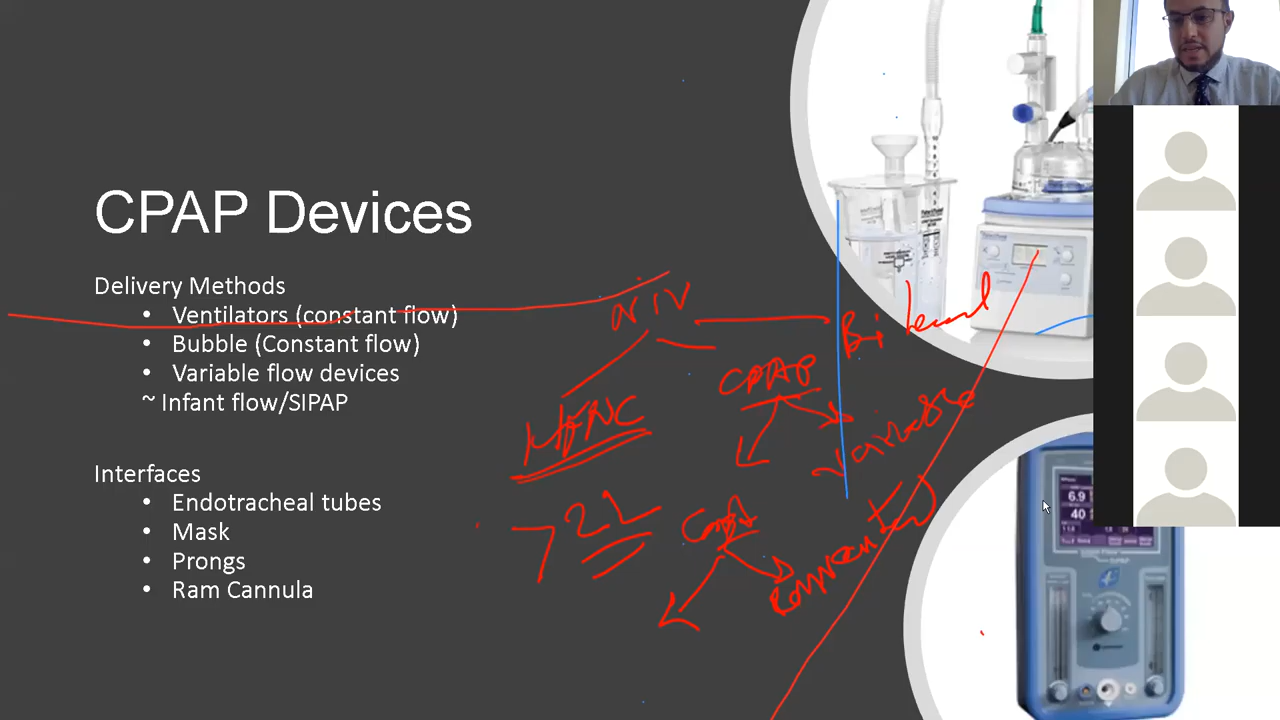 CPAP Devices
Delivery Methods
• Ventilators (constant flow)
• Bubble (Constant flow)
• Variable flow devices
~ Infant flow/SIPAP
Interfaces
• Endotracheal tubes
• Mask
• Prongs
• Ram Cannula
NIV
Bi level
CPAP
HFNC
Variable
> 2L
Const
6.9
40